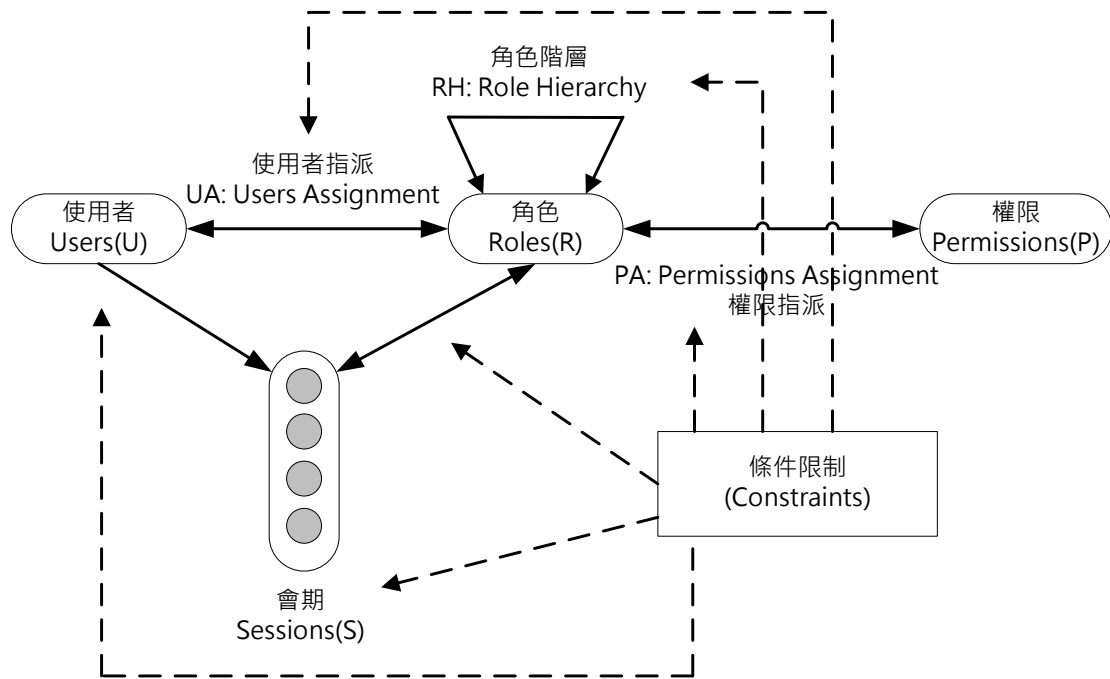 角色階層
RH: Role Hierarchy
使用者指派
UA: Users Assignment
使用者
Users(U)
角色
Roles(R)
權限
Permissions(P)
PA: Permissions Assignment
權限指派
條件限制
(Constraints)
會期
Sessions(S)